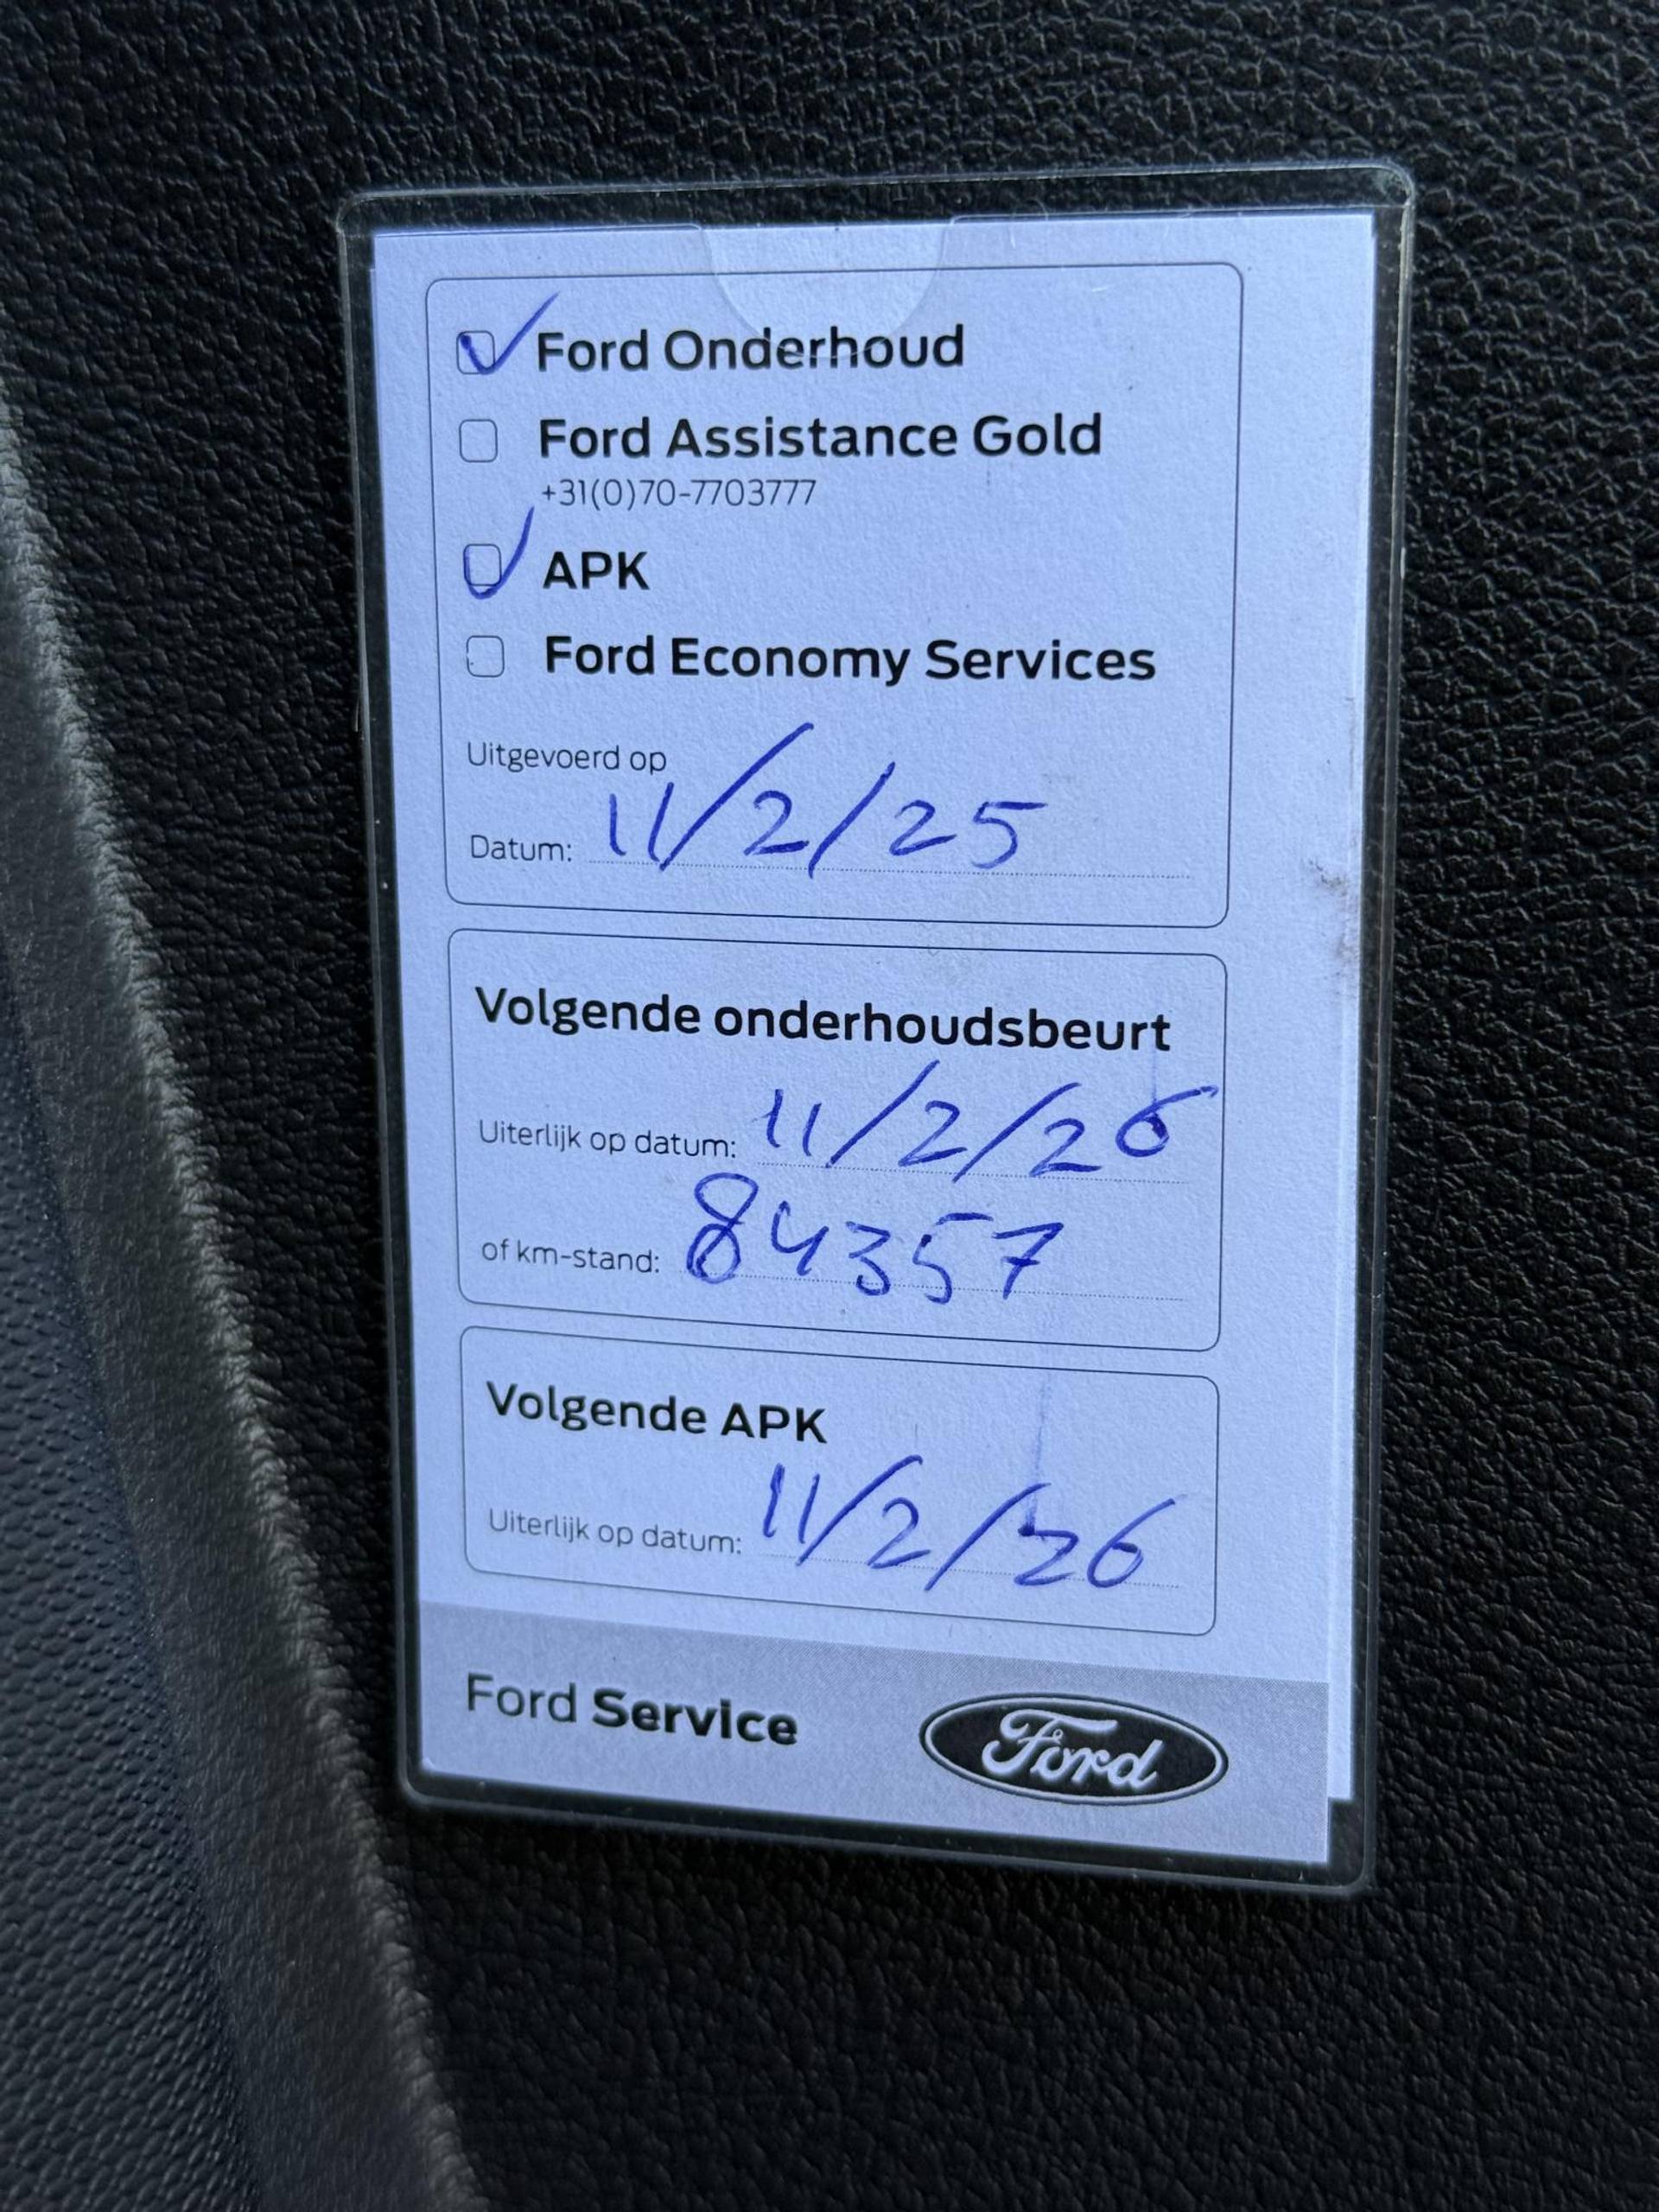 Ford Onderhoud
Ford Assistance Gold
+31(0)70-7703777
APK
Ford Economy Services
Uitgevoerd op
Datum: 11/2/25
Volgende onderhoudsbeurt
Uiterlijk op datum: 11/2/26
of km-stand: 84357
Volgende APK
Uiterlijk op datum: 11/2/26
Ford Service
Ford